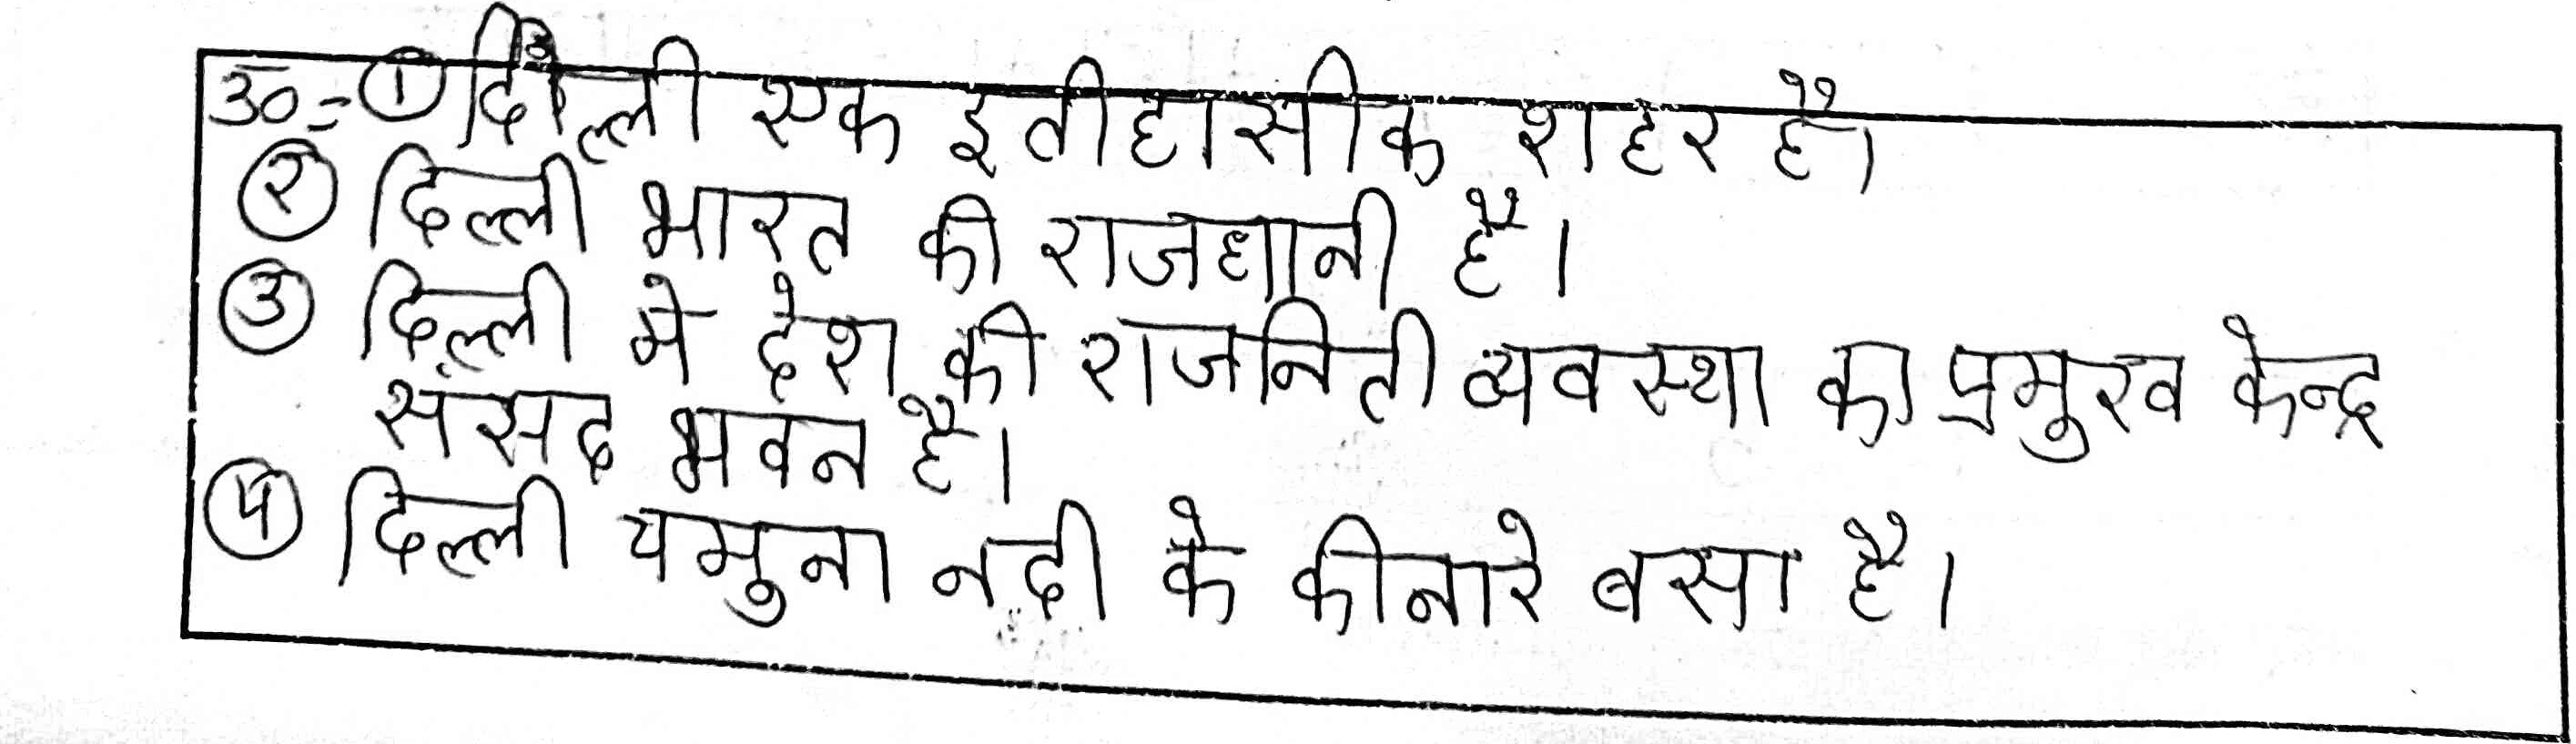 उ०= ① दिल्ली एक इतीहासीक शहर है।
② दिल्ली भारत की राजधानी है।
③ दिल्ली मे देश की राजनिती व्यवस्था का प्रमुख केन्द्र
संसद भवन है।
④ दिल्ली यमुना नदी के कीनारे बसा है।